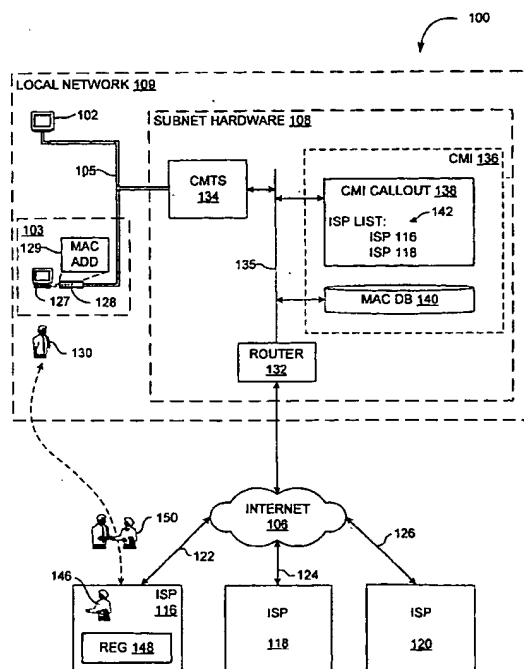 100
LOCAL NETWORK 109
102
SUBNET HARDWARE 108
105
CMTS
134
CMI 136
CMI CALLOUT 138
142
ISP LIST:
ISP 116
ISP 118
103
129
MAC
ADD
127
128
135
MAC DB 140
130
ROUTER
132
INTERNET
106
150
122
124
126
146
ISP
116
REG 148
ISP
118
ISP
120